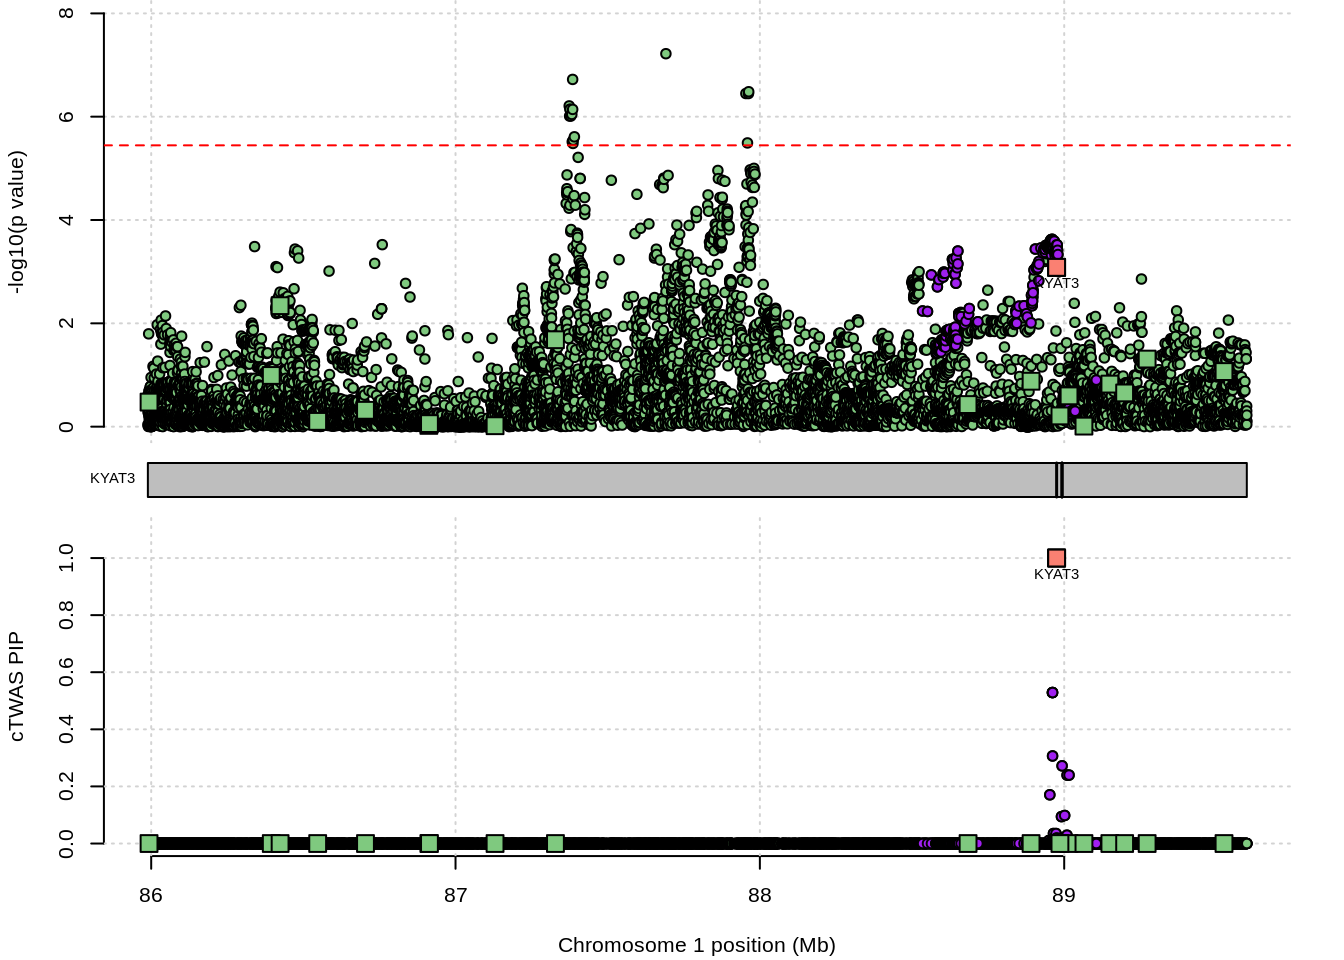 8
6
4
2
0
-log10(p value)
KYAT3
KYAT3
1.0
0.8
0.6
0.4
0.2
0.0
cTWAS PIP
KYAT3
86 87 88 89
Chromosome 1 position (Mb)